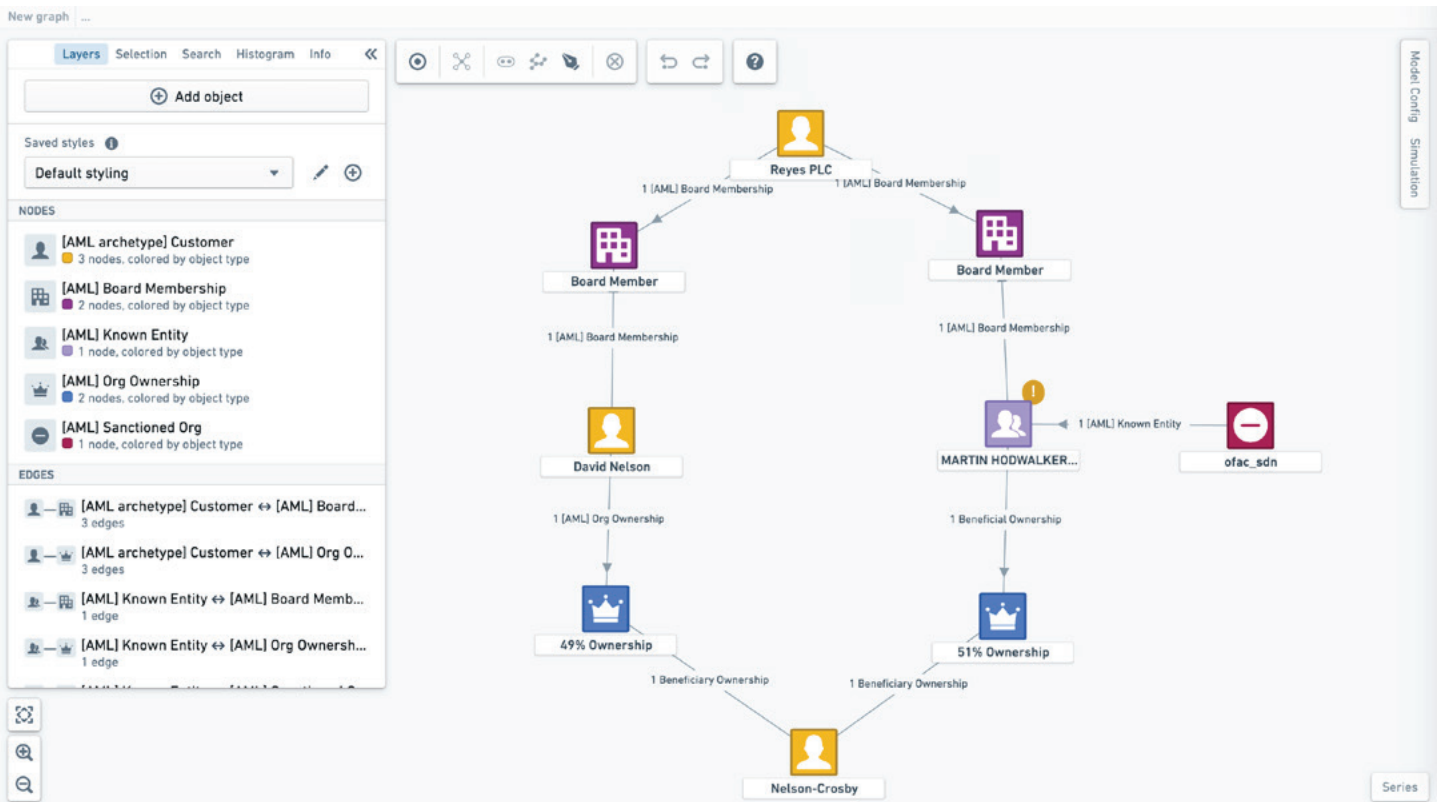 New graph ...
Layers Selection Search Histogram Info
Add object
Saved styles
Default styling
NODES
[AML archetype] Customer
3 nodes, colored by object type
[AML] Board Membership
2 nodes, colored by object type
[AML] Known Entity
1 node, colored by object type
[AML] Org Ownership
2 nodes, colored by object type
[AML] Sanctioned Org
1 node, colored by object type
EDGES
[AML archetype] Customer ↔ [AML] Board...
3 edges
[AML archetype] Customer ↔ [AML] Org O...
3 edges
[AML] Known Entity ↔ [AML] Board Memb...
1 edge
[AML] Known Entity ↔ [AML] Org Ownersh...
1 edge
Reyes PLC
1 [AML] Board Membership
1 [AML] Board Membership
Board Member
Board Member
1 [AML] Board Membership
1 [AML] Board Membership
David Nelson
MARTIN HODWALKER...
1 [AML] Known Entity
ofac_sdn
1 [AML] Org Ownership
1 Beneficial Ownership
49% Ownership
51% Ownership
1 Beneficiary Ownership
1 Beneficiary Ownership
Nelson-Crosby
Model Config
Simulation
Series